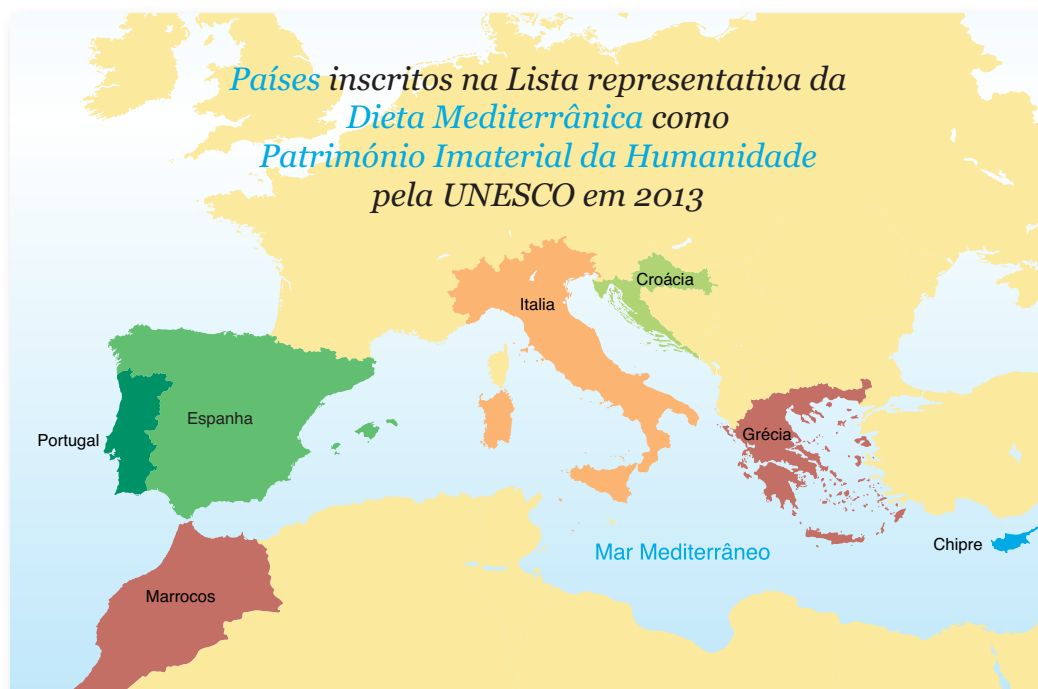 Países inscritos na Lista representativa da
Dieta Mediterrânica como
Património Imaterial da Humanidade
pela UNESCO em 2013
Croácia
Italia
Espanha
Portugal
Grécia
Chipre
Mar Mediterrâneo
Marrocos